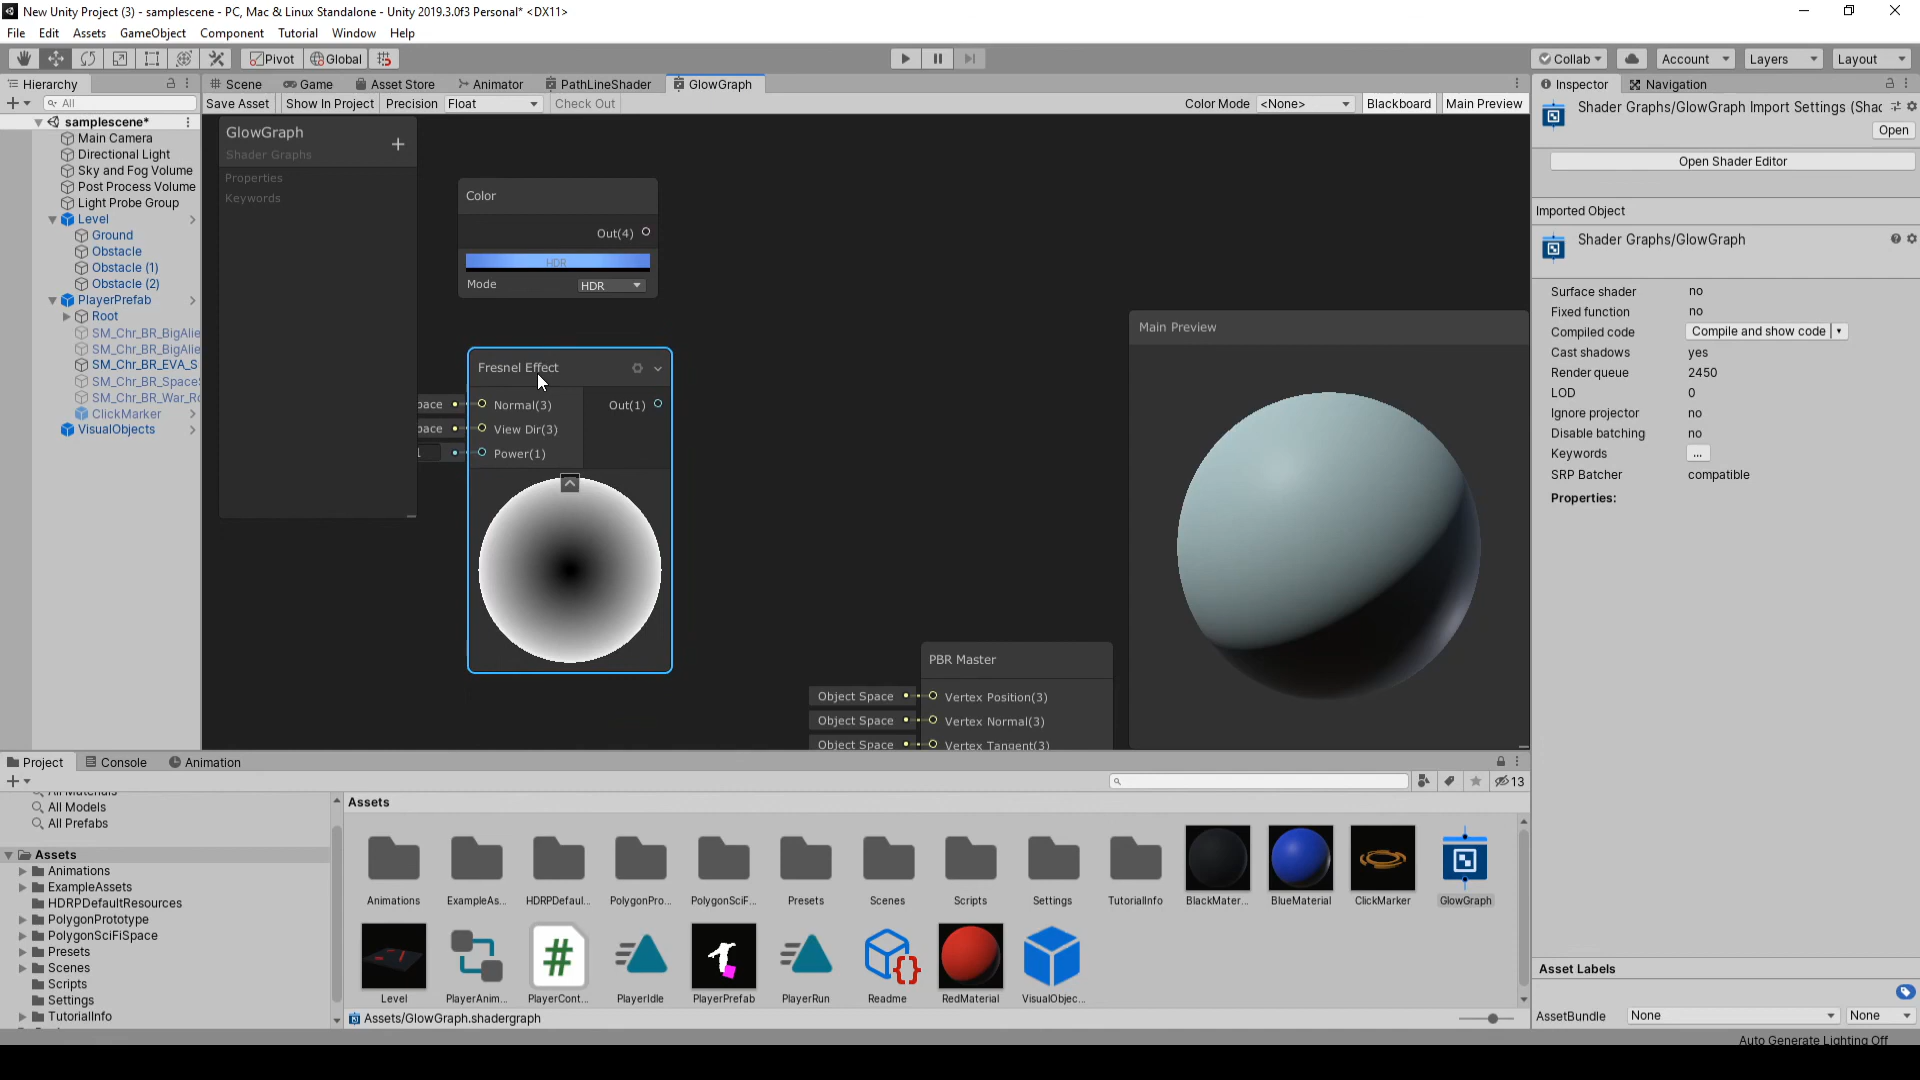 New Unity Project (3) - samplescene - PC, Mac & Linux Standalone - Unity 2019.3.0f3 Personal* <DX11>
File Edit Assets GameObject Component Tutorial Window Help
Pivot Global Collab Account Layers Layout
Hierarchy Scene Game Asset Store Animator PathLineShader GlowGraph Inspector Navigation
All Save Asset Show In Project Precision Float Check Out Color Mode <None> Blackboard Main Preview
samplescene*
Main Camera
Directional Light
Sky and Fog Volume
Post Process Volume
Light Probe Group
Level
Ground
Obstacle
Obstacle (1)
Obstacle (2)
PlayerPrefab
Root
SM_Chr_BR_BigAlie
SM_Chr_BR_BigAlie
SM_Chr_BR_EVA_S
SM_Chr_BR_Space
SM_Chr_BR_War_Ro
ClickMarker
VisualObjects
GlowGraph
Shader Graphs
Properties
Keywords
Color
Out(4)
HDR
Mode HDR
Fresnel Effect
pace Normal(3) Out(1)
pace View Dir(3)
Power(1)
Main Preview
PBR Master
Object Space Vertex Position(3)
Object Space Vertex Normal(3)
Object Space Vertex Tangent(3)
Shader Graphs/GlowGraph Import Settings (Shac
Open
Open Shader Editor
Imported Object
Shader Graphs/GlowGraph
Surface shader no
Fixed function no
Compiled code Compile and show code
Cast shadows yes
Render queue 2450
LOD 0
Ignore projector no
Disable batching no
Keywords ...
SRP Batcher compatible
Properties:
Project Console Animation
13
All Materials
All Models
All Prefabs
Assets
Animations
ExampleAssets
HDRPDefaultResources
PolygonPrototype
PolygonSciFiSpace
Presets
Scenes
Scripts
Settings
TutorialInfo
Assets
Animations ExampleAs... HDRPDefaul... PolygonPro... PolygonSciF... Presets Scenes Scripts Settings TutorialInfo BlackMater... BlueMaterial ClickMarker GlowGraph
Level PlayerAnim... PlayerCont... PlayerIdle PlayerPrefab PlayerRun Readme RedMaterial VisualObjec...
Assets/GlowGraph.shadergraph
Asset Labels
AssetBundle None None
Auto Generate Lighting Off